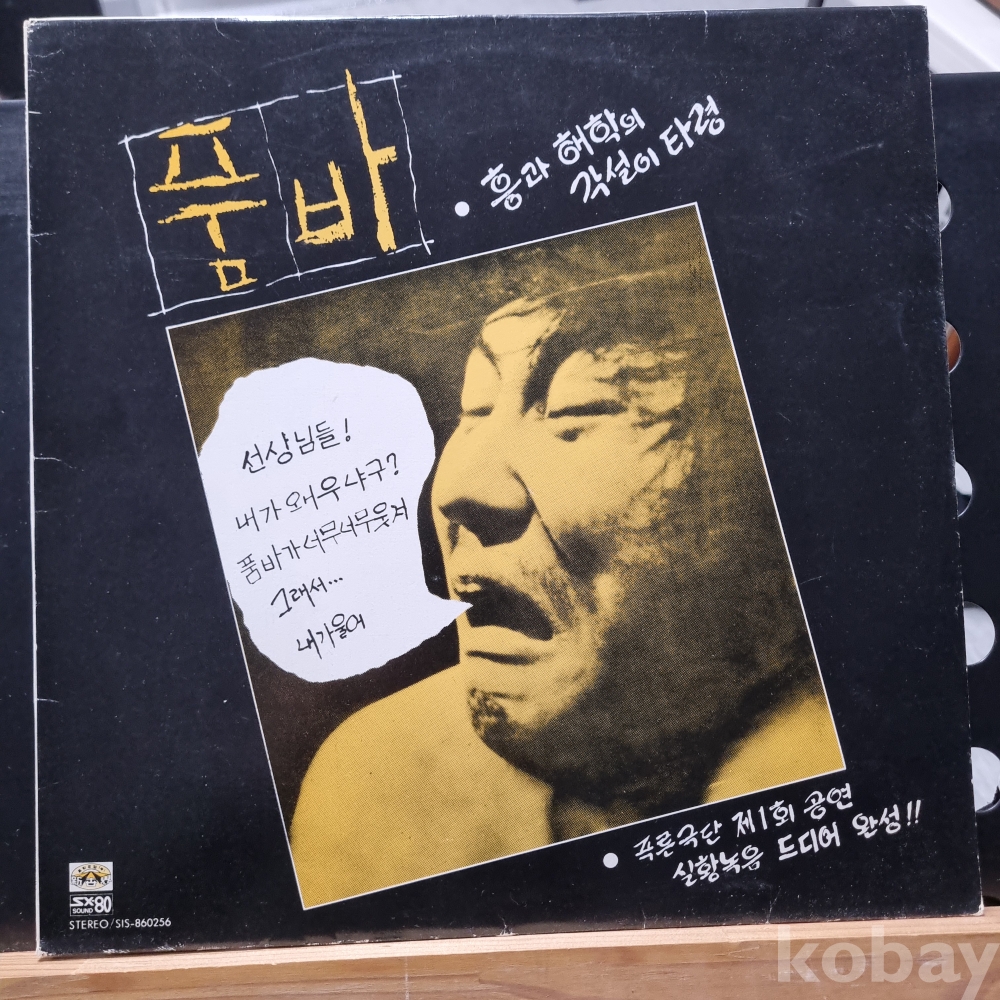 품바
• 흥과 해학의
각설이 타령
선생님들!
내가 왜 우냐구?
품바가 너무너무 웃겨
그래서...
내가 울어
• 푸른극단 제1회 공연
실황녹음 드디어 완성!!
SX80
SOUND
STEREO/SIS-860256
kobay